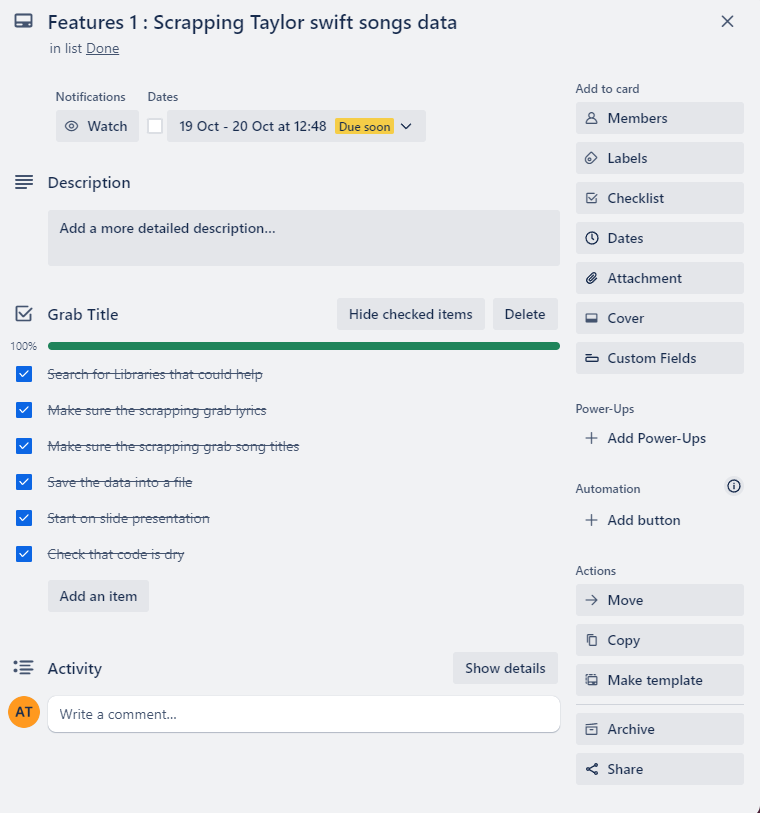 Features 1 : Scrapping Taylor swift songs data
in list Done
Notifications
Dates
Watch
19 Oct - 20 Oct at 12:48 Due soon
Description
Add a more detailed description...
Grab Title
Hide checked items
Delete
100%
Search for Libraries that could help
Make sure the scrapping grab lyrics
Make sure the scrapping grab song titles
Save the data into a file
Start on slide presentation
Check that code is dry
Add an item
Activity
Show details
AT
Write a comment...
Add to card
Members
Labels
Checklist
Dates
Attachment
Cover
Custom Fields
Power-Ups
Add Power-Ups
Automation
Add button
Actions
Move
Copy
Make template
Archive
Share